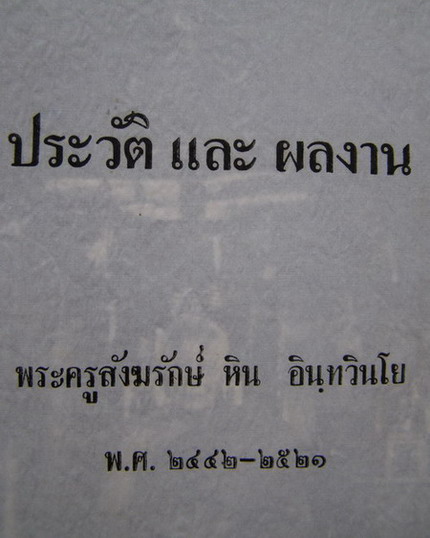 ประวัติ และ ผลงาน
พระครูสังฆรักษ์ หิน อินฺทวินโย
พ.ศ. ๒๔๔๒-๒๕๒๑